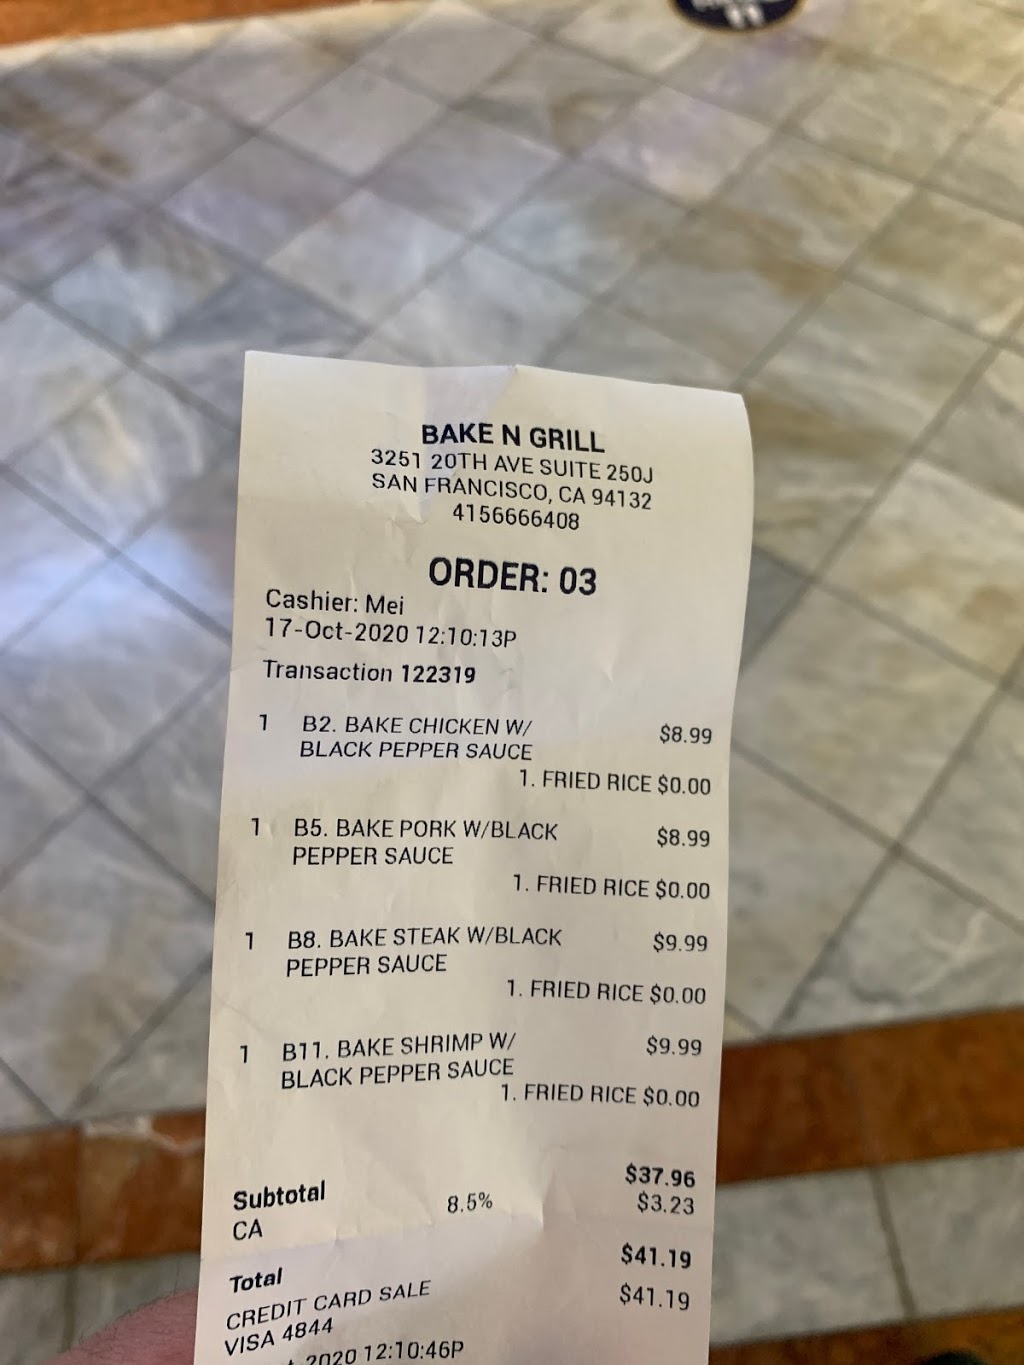 BAKE N GRILL
3251 20TH AVE SUITE 250J
SAN FRANCISCO, CA 94132
4156666408
ORDER: 03
Cashier: Mei
17-Oct-2020 12:10:13P
Transaction 122319
1 B2. BAKE CHICKEN W/ $8.99
BLACK PEPPER SAUCE
1. FRIED RICE $0.00
1 B5. BAKE PORK W/BLACK $8.99
PEPPER SAUCE
1. FRIED RICE $0.00
1 B8. BAKE STEAK W/BLACK $9.99
PEPPER SAUCE
1. FRIED RICE $0.00
1 B11. BAKE SHRIMP W/ $9.99
BLACK PEPPER SAUCE
1. FRIED RICE $0.00
Subtotal $37.96
CA 8.5% $3.23
Total $41.19
CREDIT CARD SALE $41.19
VISA 4844
2020 12:10:46P